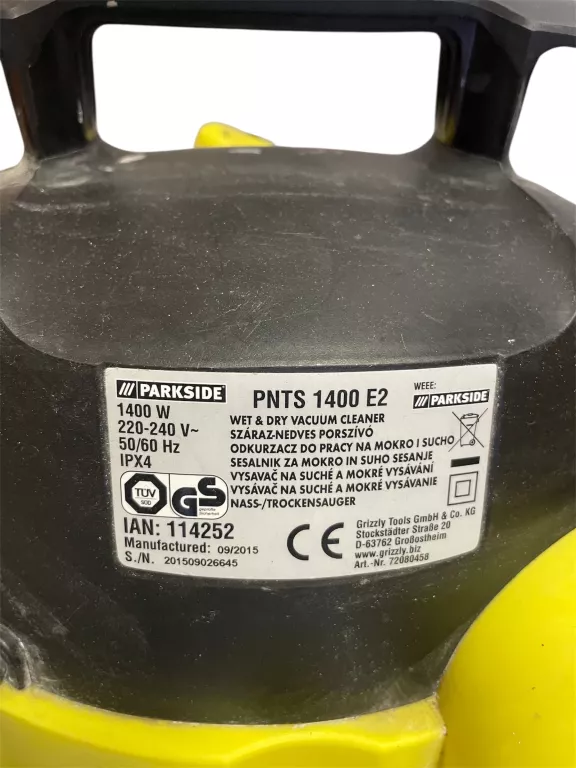 /// PARKSIDE
PNTS 1400 E2
WEEE:
/// PARKSIDE
1400 W
220-240 V~
50/60 Hz
IPX4
WET & DRY VACUUM CLEANER
SZÁRAZ-NEDVES PORSZÍVÓ
ODKURZACZ DO PRACY NA MOKRO I SUCHO
SESALNIK ZA MOKRO IN SUHO SESANJE
VYSAVAČ NA SUCHÉ A MOKRÉ VYSÁVÁNÍ
VYSÁVAČ NA SUCHÉ A MOKRÉ VYSÁVANIE
NASS-/TROCKENSAUGER
TÜV
SÜD
GS
geprüfte
Sicherheit
IAN: 114252
Manufactured: 09/2015
S./N. 201509026645
CE
Grizzly Tools GmbH & Co. KG
Stockstädter Straße 20
D-63762 Großostheim
www.grizzly.biz
Art.-Nr. 72080458